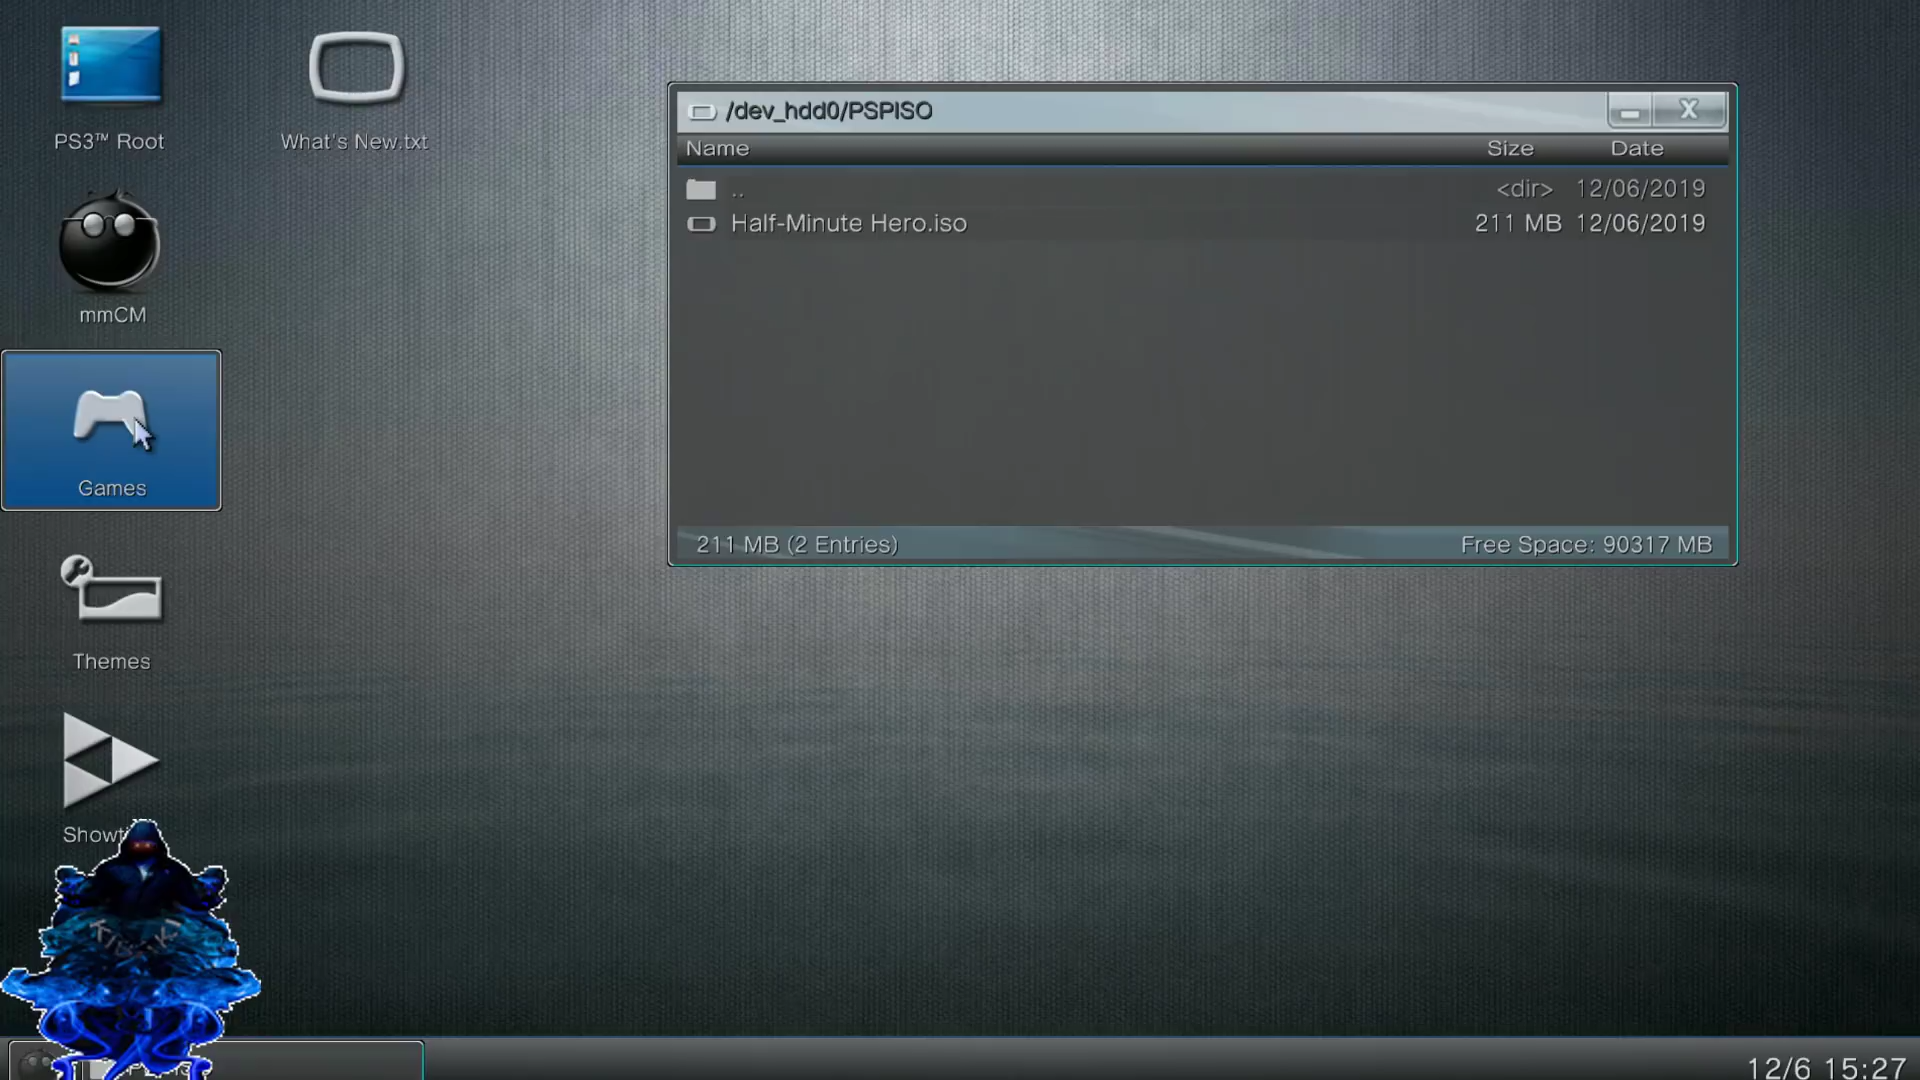 PS3™ Root
What's New.txt
mmCM
Games
Themes
/dev_hdd0/PSPISO
X
Name Size Date
.. <dir> 12/06/2019
Half-Minute Hero.iso 211 MB 12/06/2019
211 MB (2 Entries) Free Space: 90317 MB
12/6 15:27